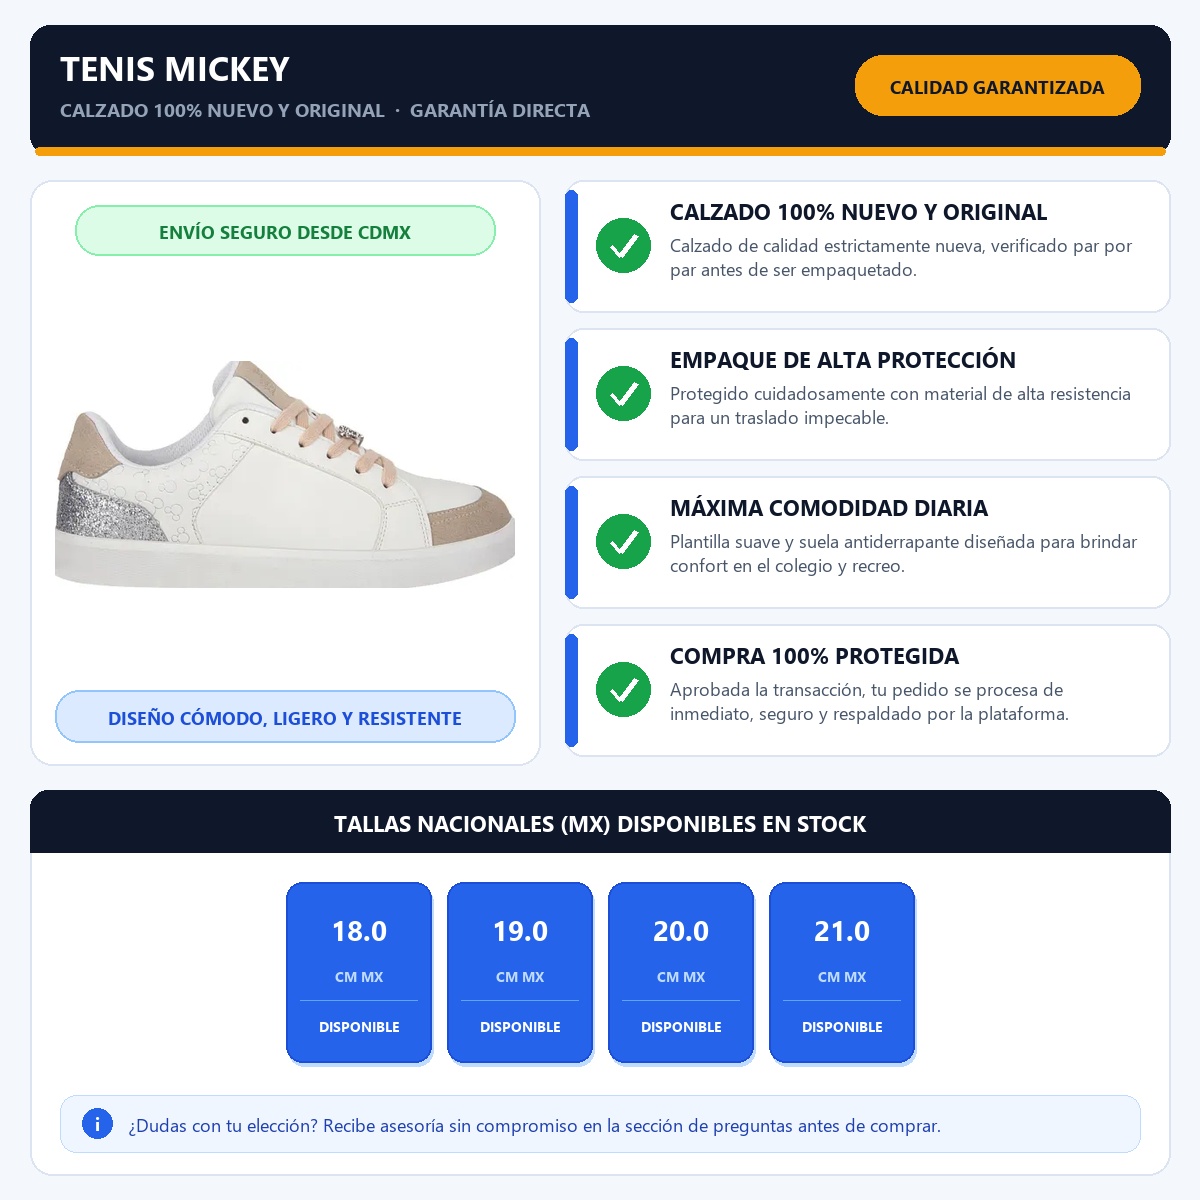 TENIS MICKEY
CALZADO 100% NUEVO Y ORIGINAL · GARANTÍA DIRECTA
CALIDAD GARANTIZADA
ENVÍO SEGURO DESDE CDMX
DISEÑO CÓMODO, LIGERO Y RESISTENTE
CALZADO 100% NUEVO Y ORIGINAL
Calzado de calidad estrictamente nueva, verificado par por
par antes de ser empaquetado.
EMPAQUE DE ALTA PROTECCIÓN
Protegido cuidadosamente con material de alta resistencia
para un traslado impecable.
MÁXIMA COMODIDAD DIARIA
Plantilla suave y suela antiderrapante diseñada para brindar
confort en el colegio y recreo.
COMPRA 100% PROTEGIDA
Aprobada la transacción, tu pedido se procesa de
inmediato, seguro y respaldado por la plataforma.
TALLAS NACIONALES (MX) DISPONIBLES EN STOCK
18.0
CM MX
DISPONIBLE
19.0
CM MX
DISPONIBLE
20.0
CM MX
DISPONIBLE
21.0
CM MX
DISPONIBLE
¿Dudas con tu elección? Recibe asesoría sin compromiso en la sección de preguntas antes de comprar.